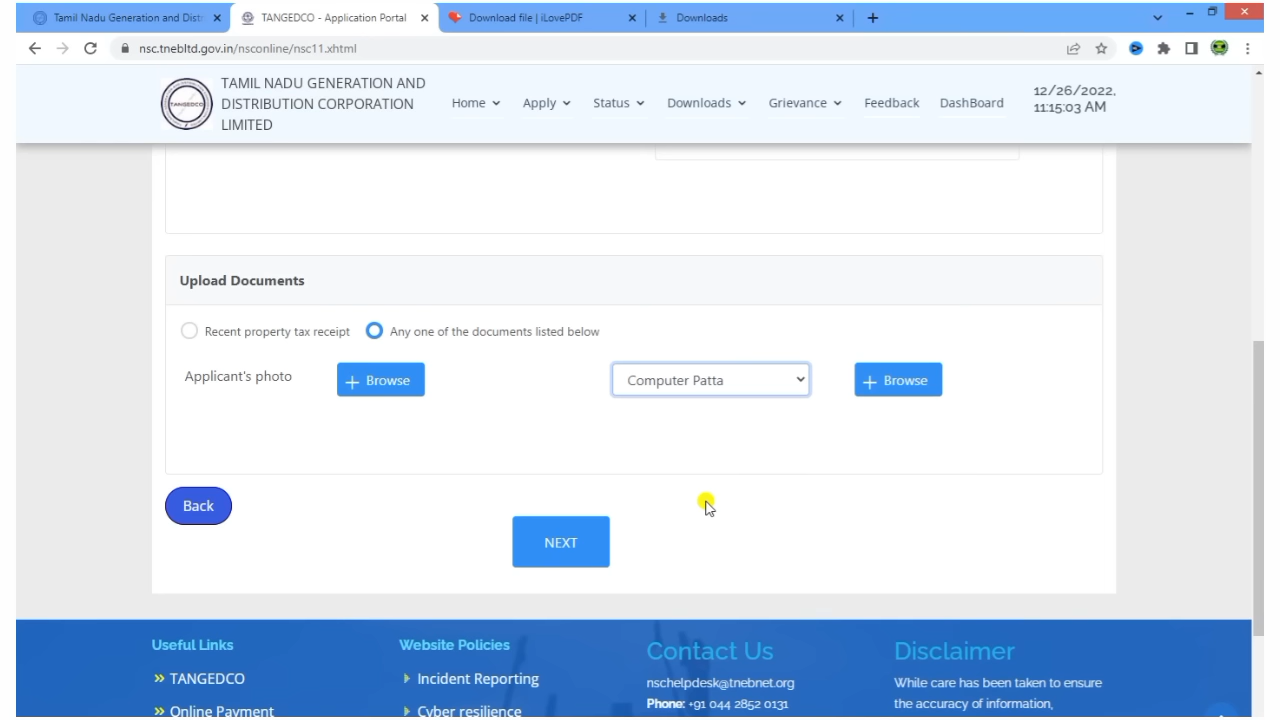 Tamil Nadu Generation and Distr
TANGEDCO - Application Portal
Download file | iLovePDF
Downloads
nsc.tnebltd.gov.in/nsconline/nsc11.xhtml
TANGEDCO
TAMIL NADU GENERATION AND
DISTRIBUTION CORPORATION
LIMITED
Home
Apply
Status
Downloads
Grievance
Feedback
DashBoard
12/26/2022,
11:15:03 AM
Upload Documents
Recent property tax receipt
Any one of the documents listed below
Applicant's photo
+ Browse
Computer Patta
+ Browse
Back
NEXT
Useful Links
Website Policies
Contact Us
Disclaimer
» TANGEDCO
Incident Reporting
nschelpdesk@tnebnet.org
While care has been taken to ensure
» Online Payment
Cyber resilience
Phone: +91 044 2852 0131
the accuracy of information,